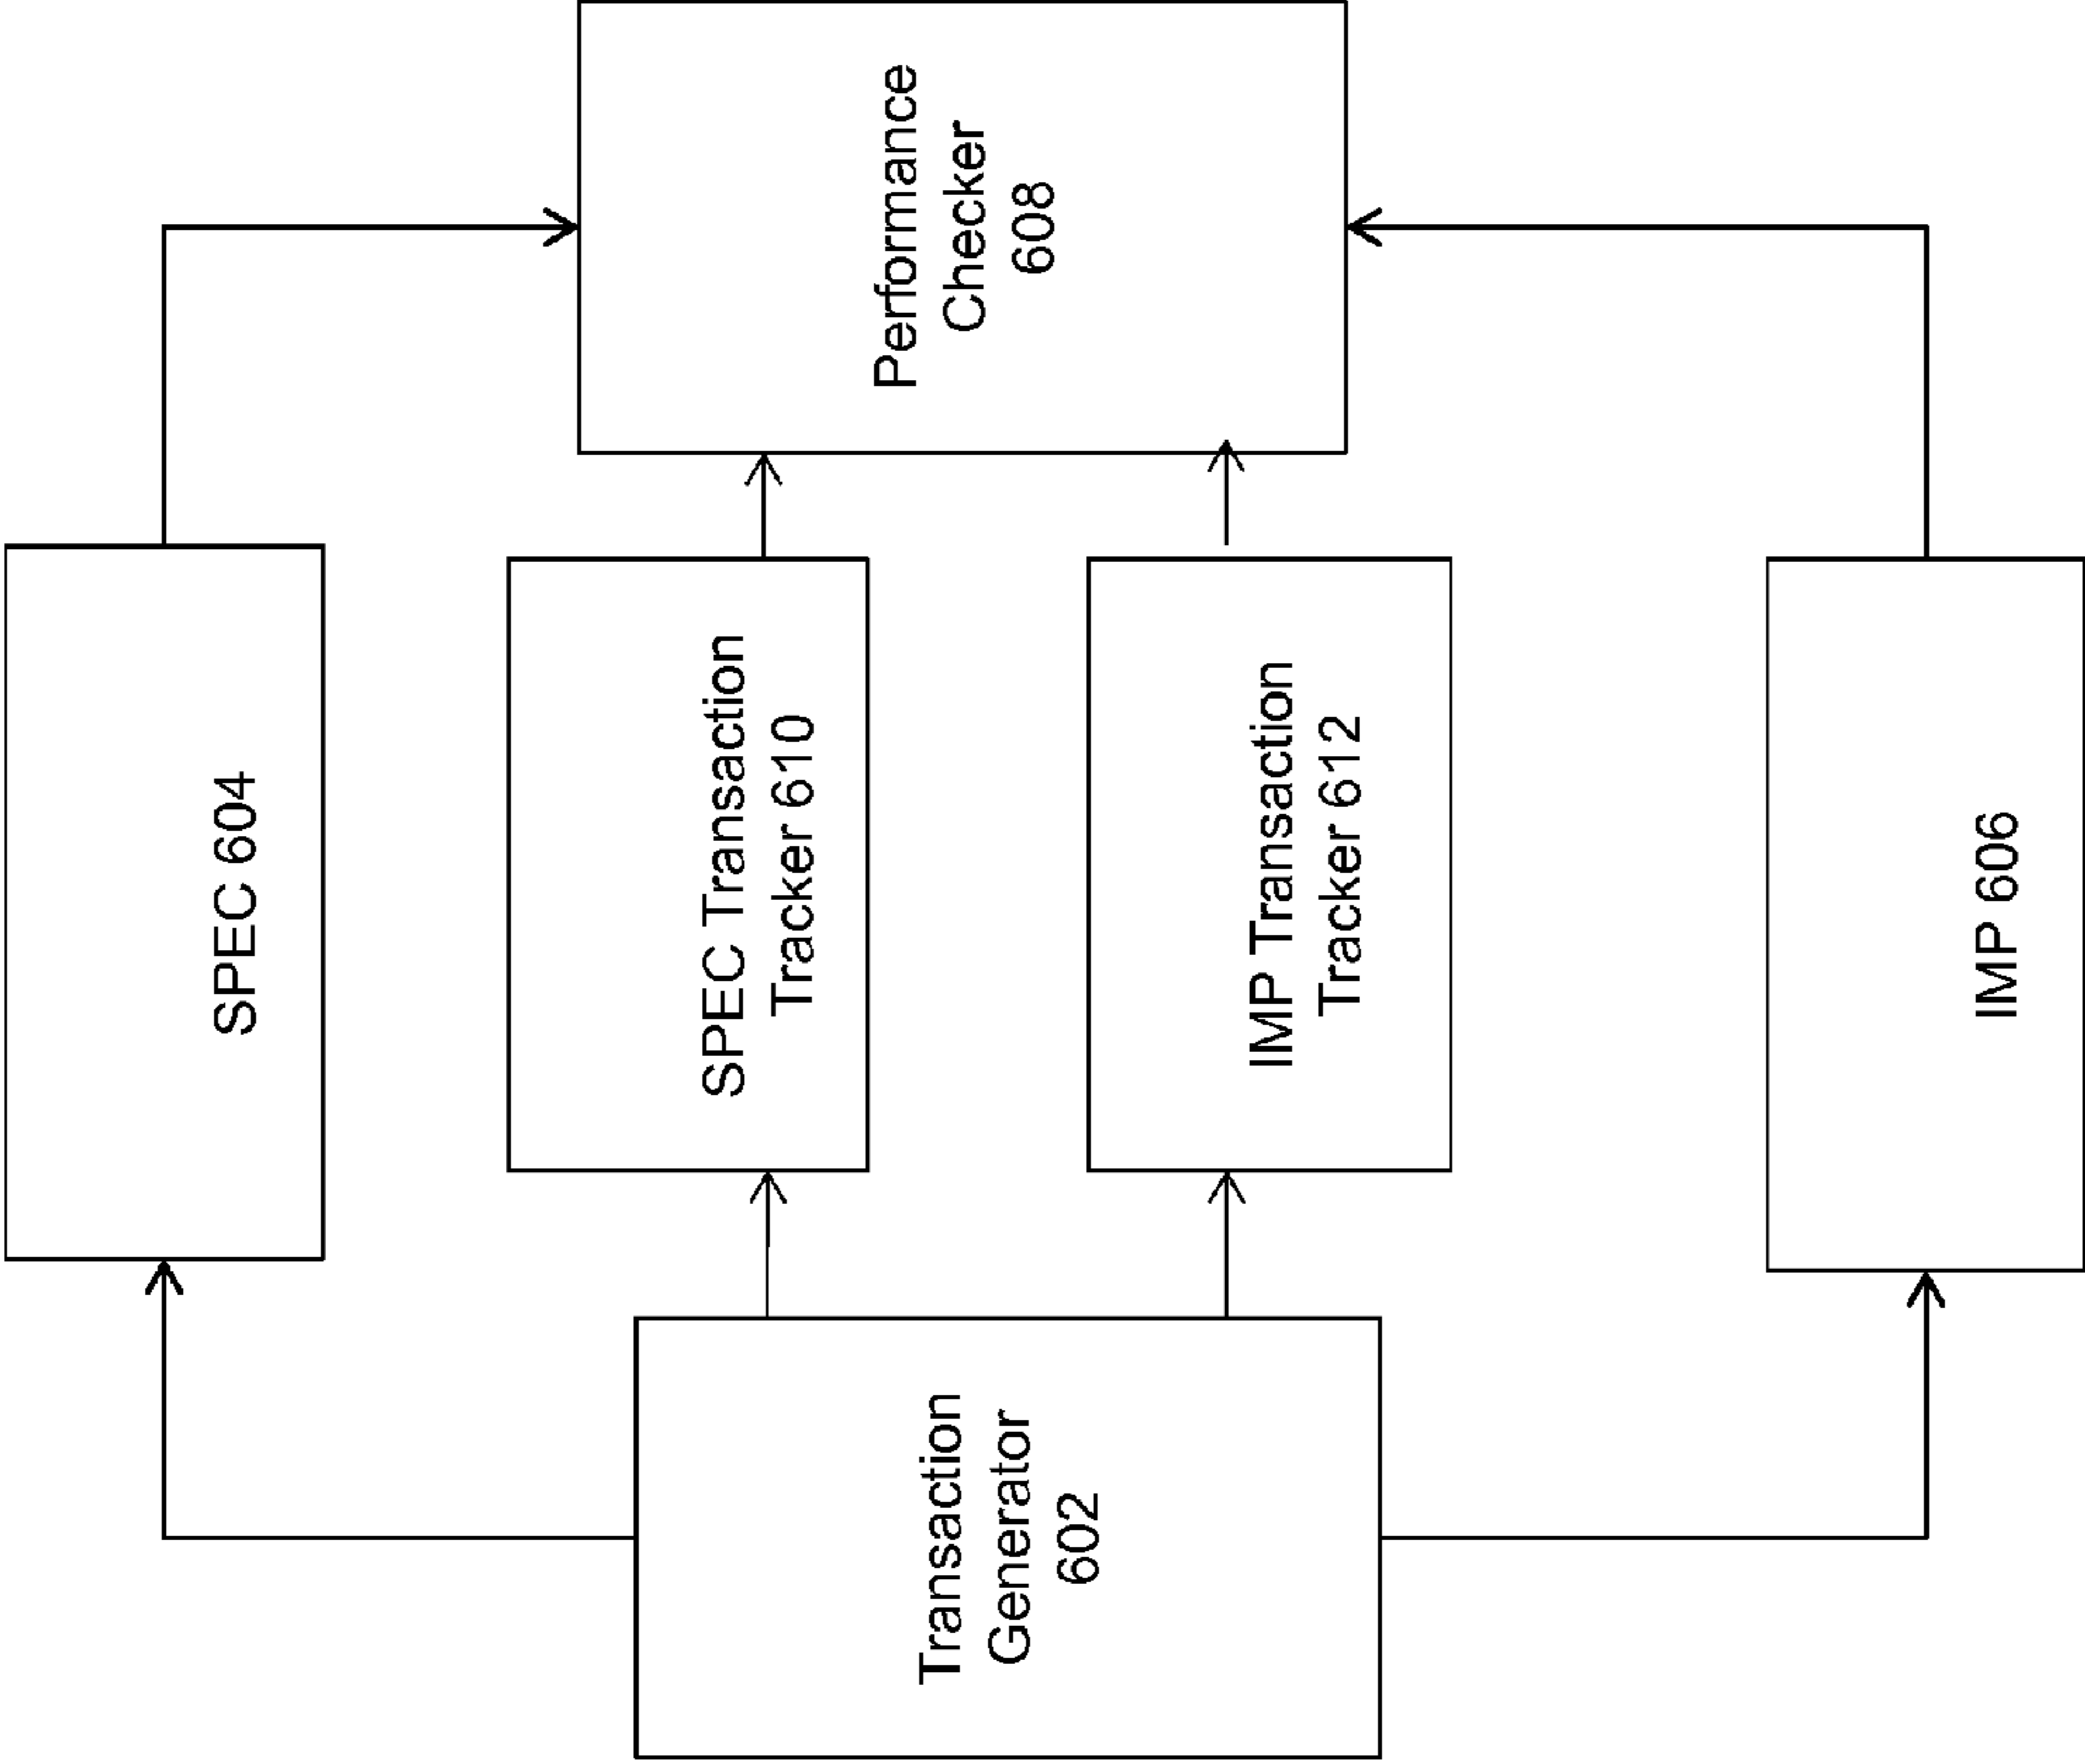 Transaction
Generator
602
SPEC 604
SPEC Transaction
Tracker 610
IMP Transaction
Tracker 612
IMP 606
Performance
Checker
608